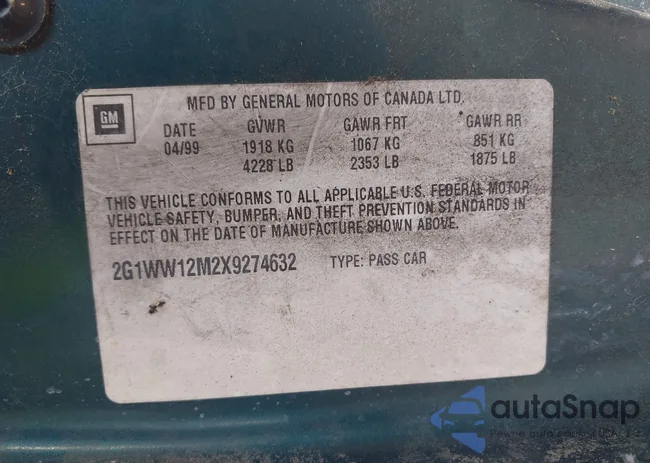 GM
MFD BY GENERAL MOTORS OF CANADA LTD.
DATE GVWR GAWR FRT GAWR RR
04/99 1918 KG 1067 KG 851 KG
4228 LB 2353 LB 1875 LB
THIS VEHICLE CONFORMS TO ALL APPLICABLE U.S. FEDERAL MOTOR
VEHICLE SAFETY, BUMPER, AND THEFT PREVENTION STANDARDS IN
EFFECT ON THE DATE OF MANUFACTURE SHOWN ABOVE.
2G1WW12M2X9274632 TYPE: PASS CAR
autoSnap